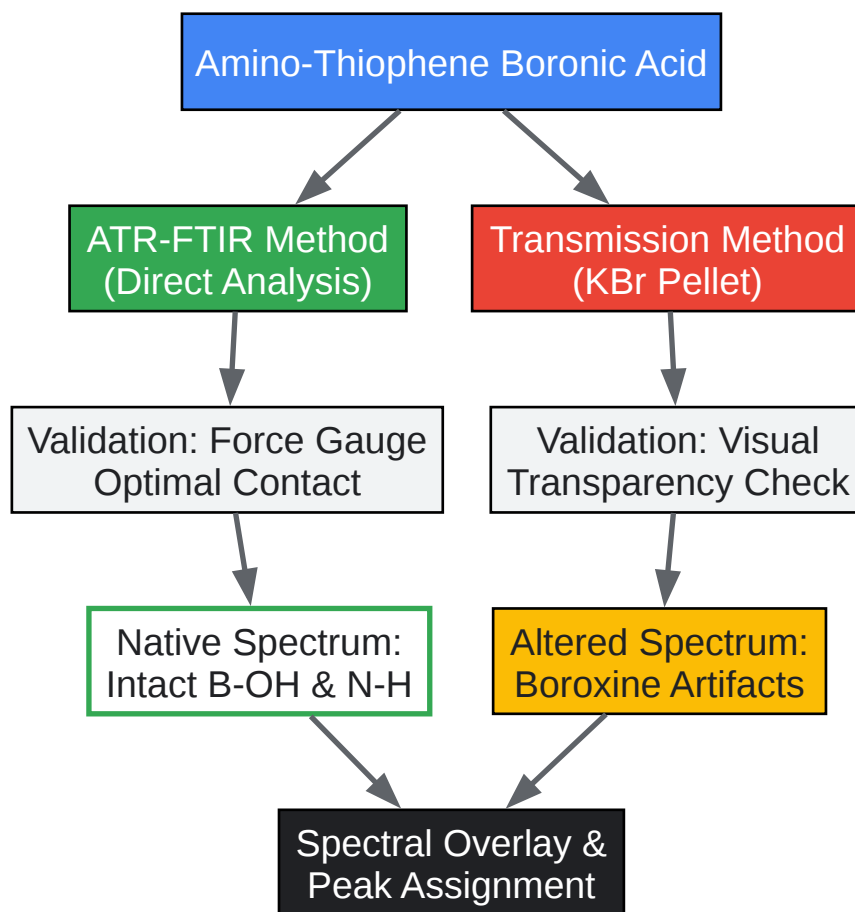 Amino-Thiophene Boronic Acid
ATR-FTIR Method
(Direct Analysis)
Transmission Method
(KBr Pellet)
Validation: Force Gauge
Optimal Contact
Validation: Visual
Transparency Check
Native Spectrum:
Intact B-OH & N-H
Altered Spectrum:
Boroxine Artifacts
Spectral Overlay &
Peak Assignment